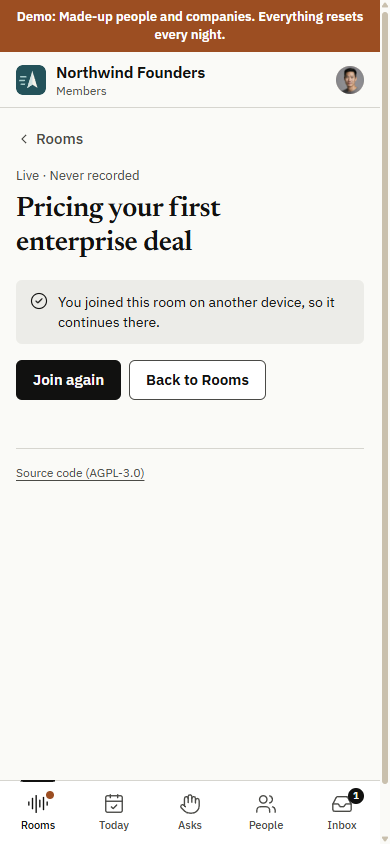 Demo: Made-up people and companies. Everything resets
every night.
Northwind Founders
Members
Rooms
Live · Never recorded
Pricing your first
enterprise deal
You joined this room on another device, so it
continues there.
Join again
Back to Rooms
Source code (AGPL-3.0)
1
Rooms
Today
Asks
People
Inbox